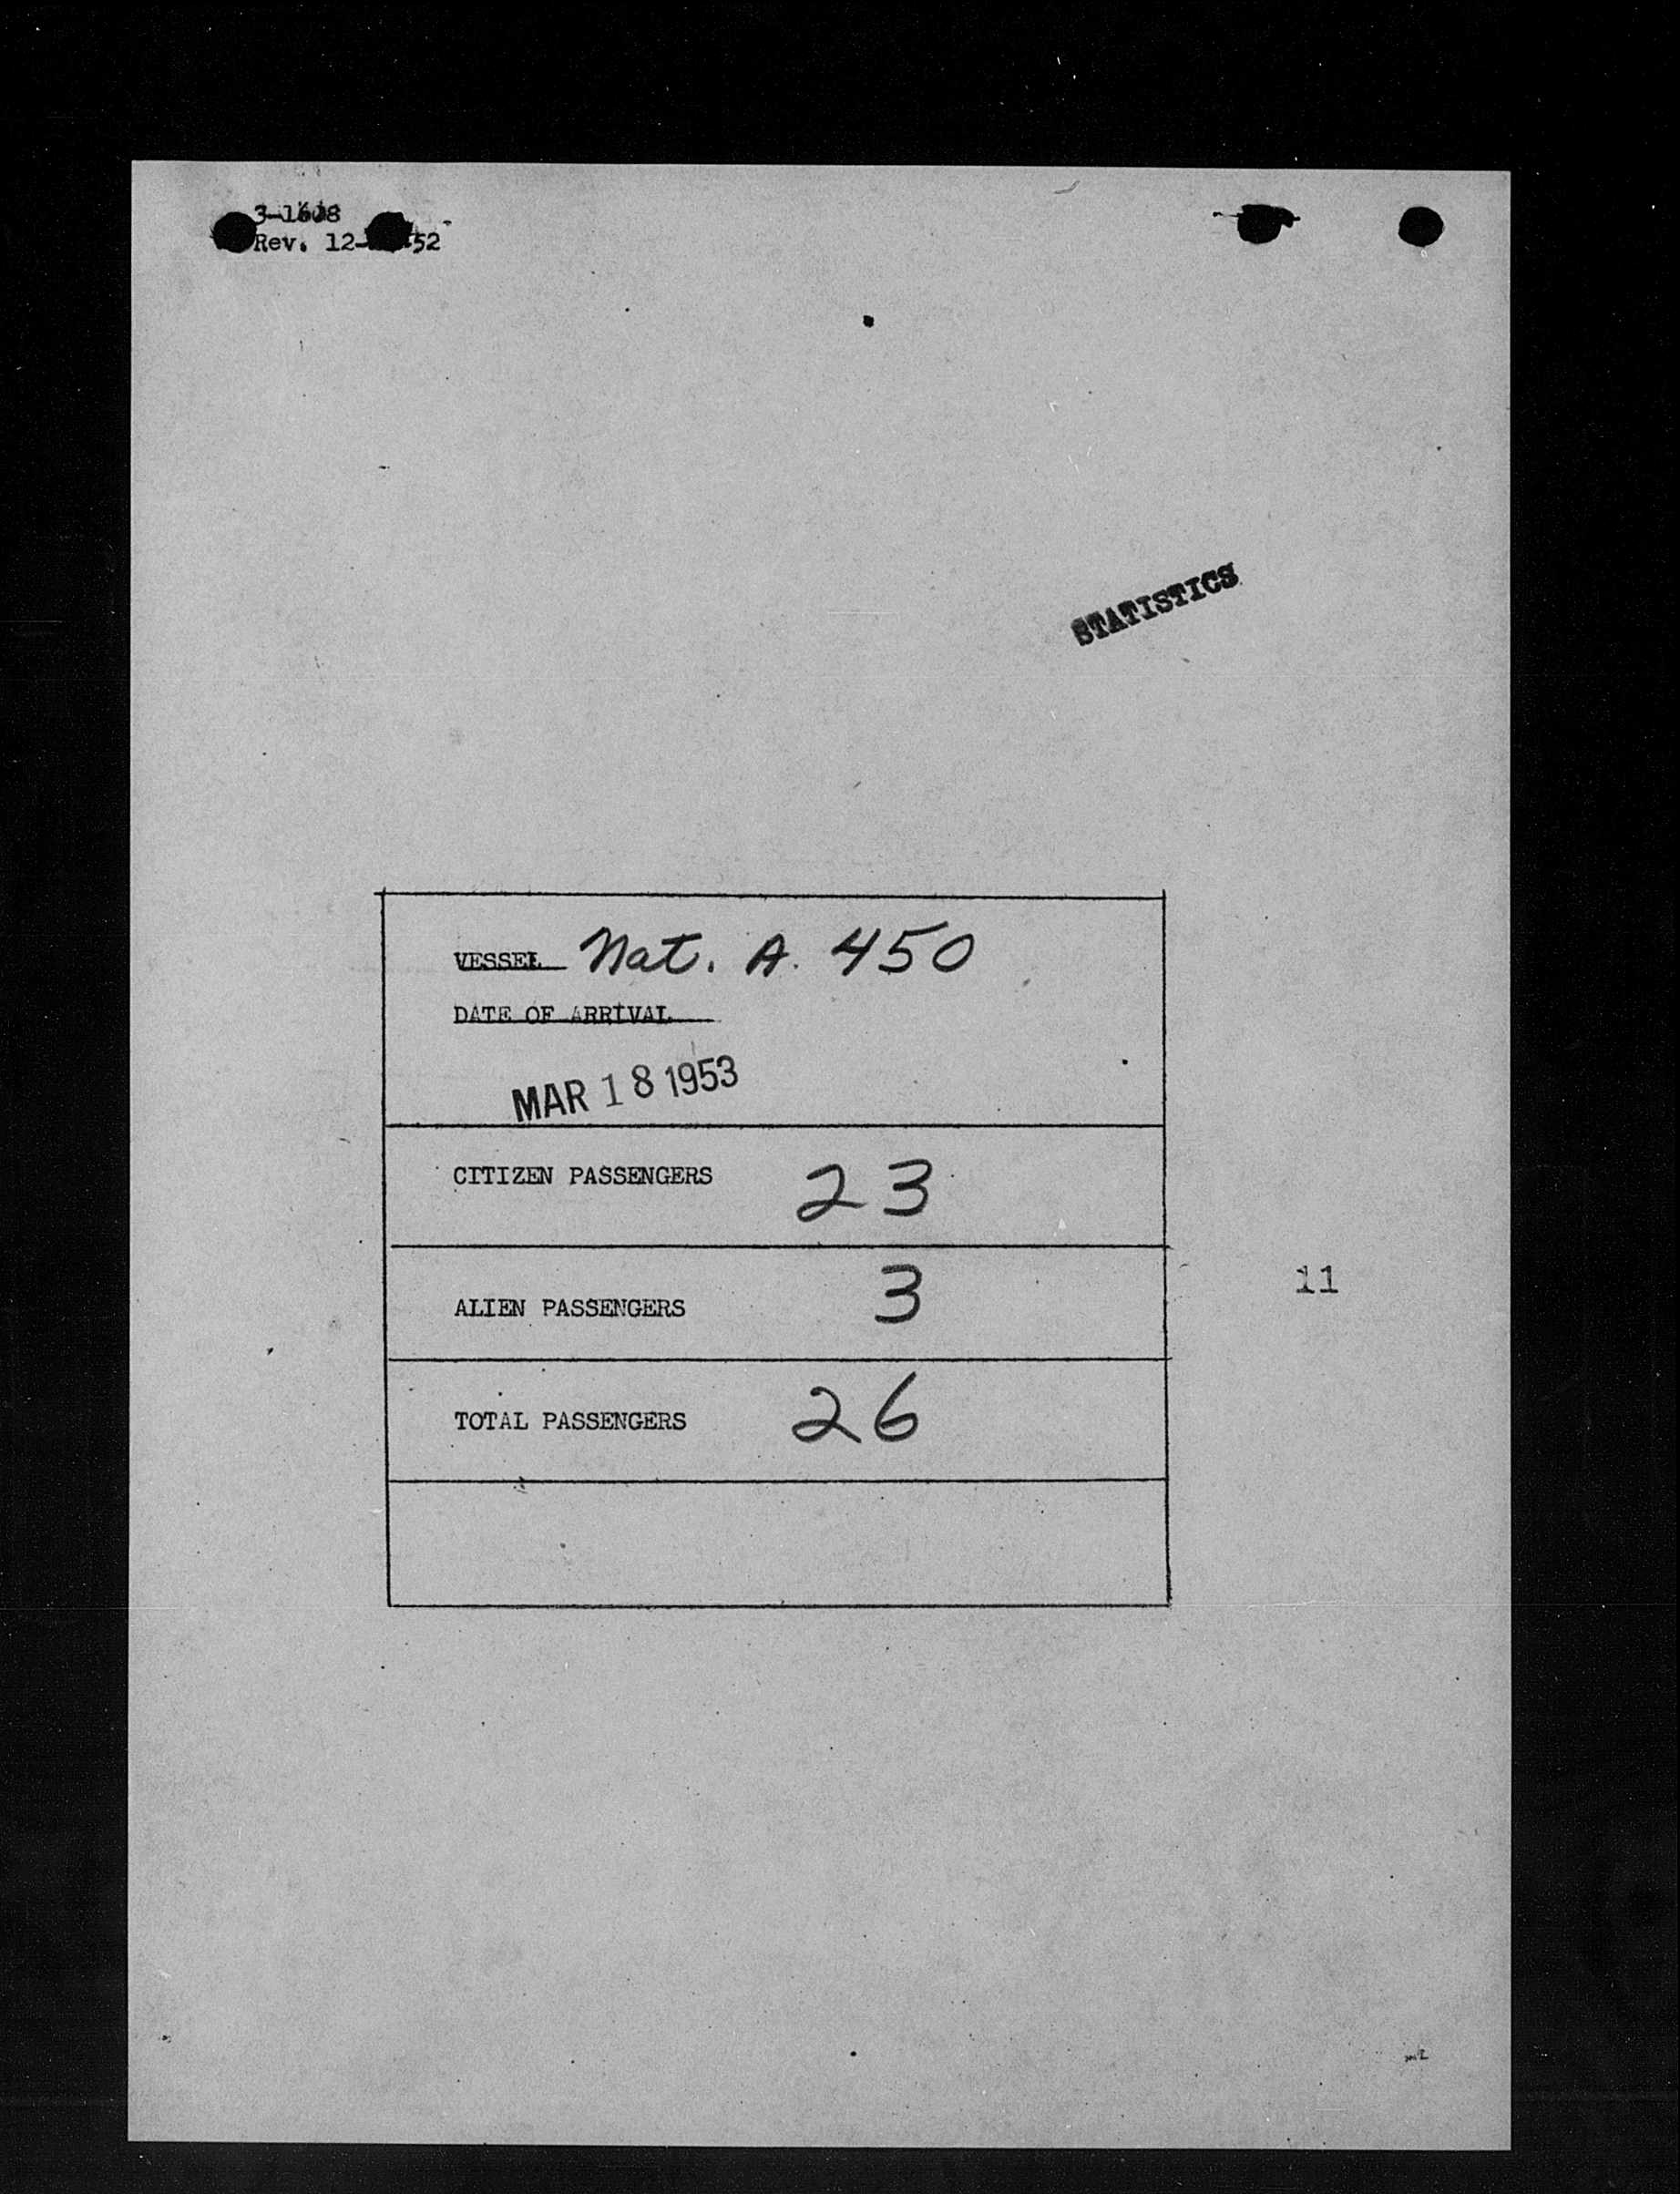 3-1608
Rev. 12- 52
STATISTICS
VESSEL Nat. A. 450
DATE OF ARRIVAL
MAR 18 1953
CITIZEN PASSENGERS 23
ALIEN PASSENGERS 3
11
TOTAL PASSENGERS 26